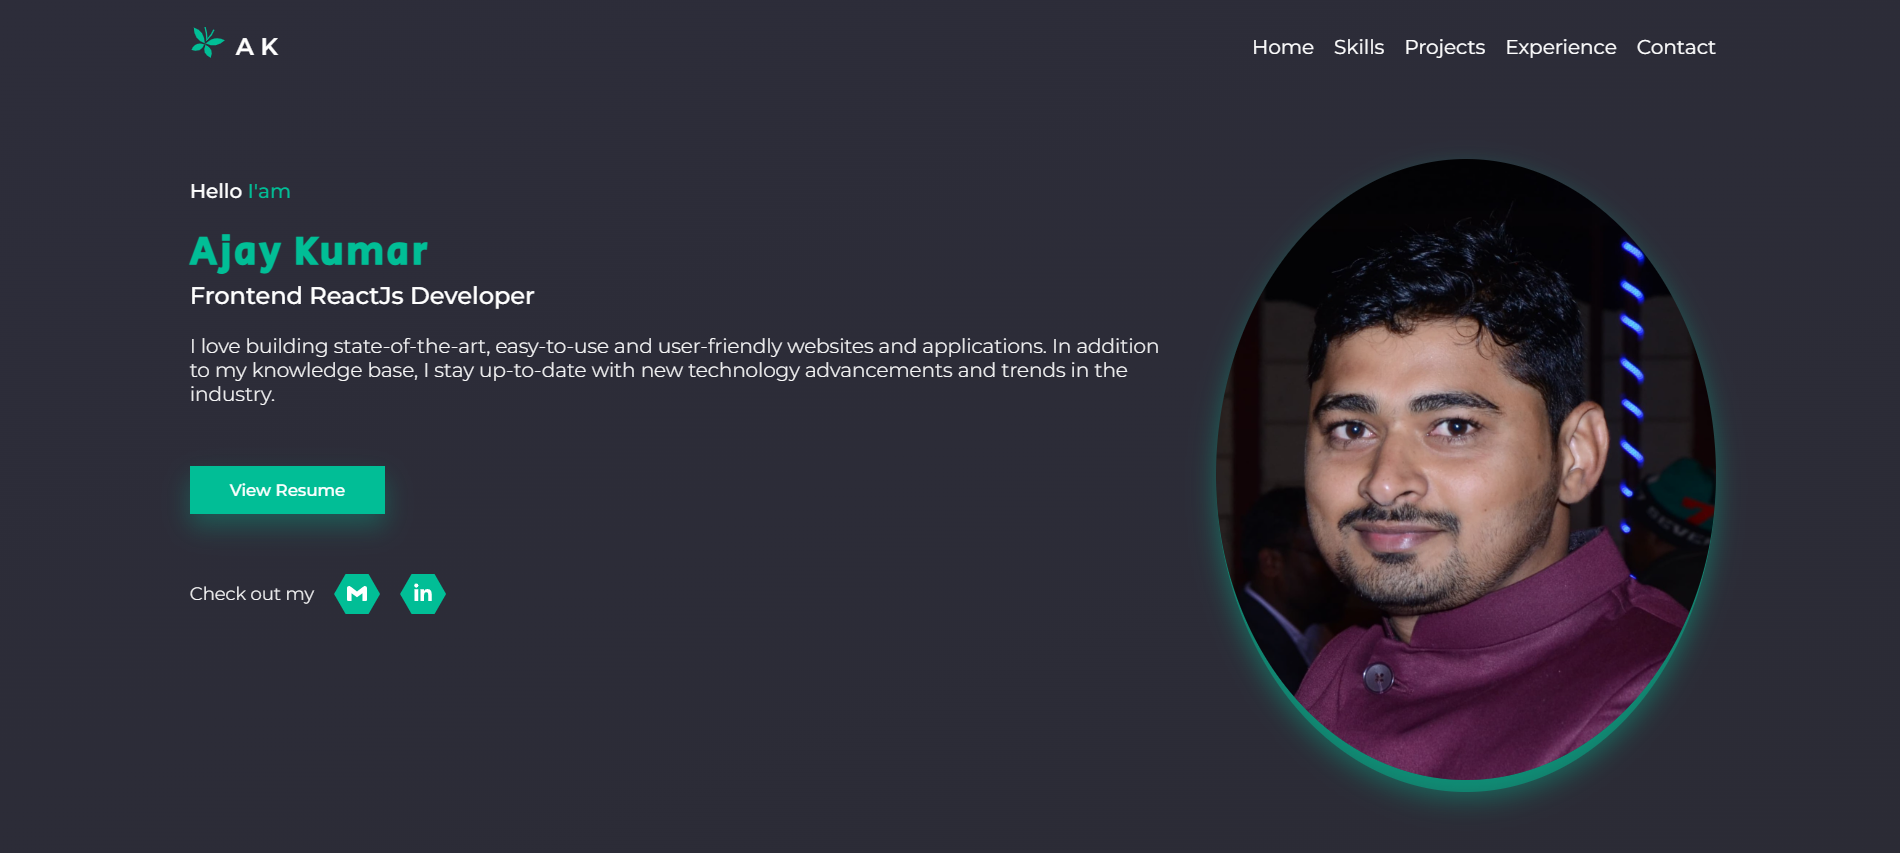 A K
Home Skills Projects Experience Contact
Hello I'am
Ajay Kumar
Frontend ReactJs Developer
I love building state-of-the-art, easy-to-use and user-friendly websites and applications. In addition
to my knowledge base, I stay up-to-date with new technology advancements and trends in the
industry.
View Resume
Check out my
in
SEVEN
7